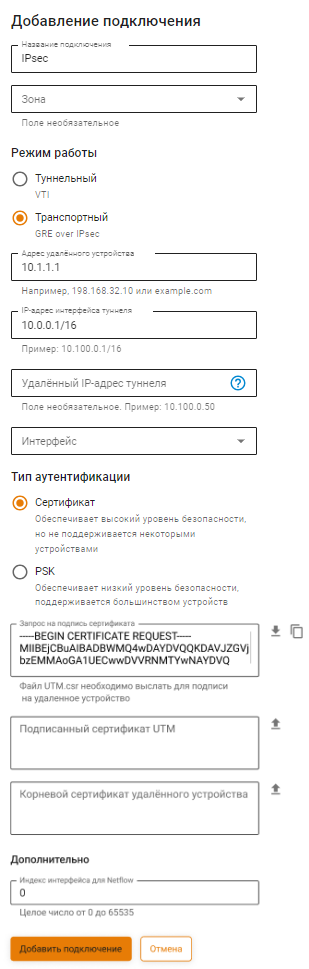 Добавление подключения
Название подключения
IPsec
Зона
Поле необязательное
Режим работы
Туннельный
VTI
Транспортный
GRE over IPsec
Адрес удалённого устройства
10.1.1.1
Например, 198.168.32.10 или example.com
IP-адрес интерфейса туннеля
10.0.0.1/16
Пример: 10.100.0.1/16
Удалённый IP-адрес туннеля
Поле необязательное. Пример: 10.100.0.50
Интерфейс
Тип аутентификации
Сертификат
Обеспечивает высокий уровень безопасности,
но не поддерживается некоторыми
устройствами
PSK
Обеспечивает низкий уровень безопасности,
поддерживается большинством устройств
Запрос на подпись сертификата
-----BEGIN CERTIFICATE REQUEST-----
MIIBEjCBuAIBADBWMQ4wDAYDVQQKDAVJZGVj
bzEMMAoGA1UECwwDVVRNMTYwNAYDVQ
Файл UTM.csr необходимо выслать для подписи
на удаленное устройство
Подписанный сертификат UTM
Корневой сертификат удалённого устройства
Дополнительно
Индекс интерфейса для Netflow
0
Целое число от 0 до 65535
Добавить подключение
Отмена